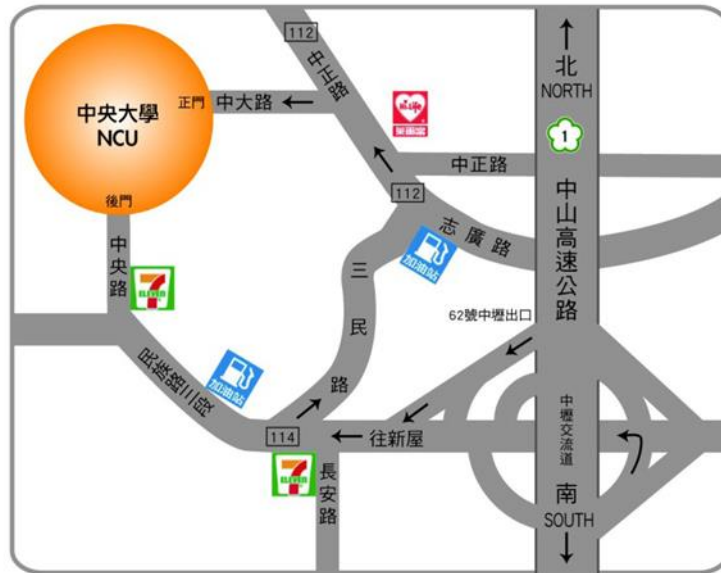 112
北
NORTH
中正路
正門
中大路
中央大學
NCU
Hi-Life
萊爾富
1
中正路
後門
112
中山高速公路
志廣路
加油站
中央路
7
ELEVEN
三民路
62號中壢出口
民族路三段
加油站
中壢交流道
114
往新屋
7
ELEVEN
長安路
南
SOUTH